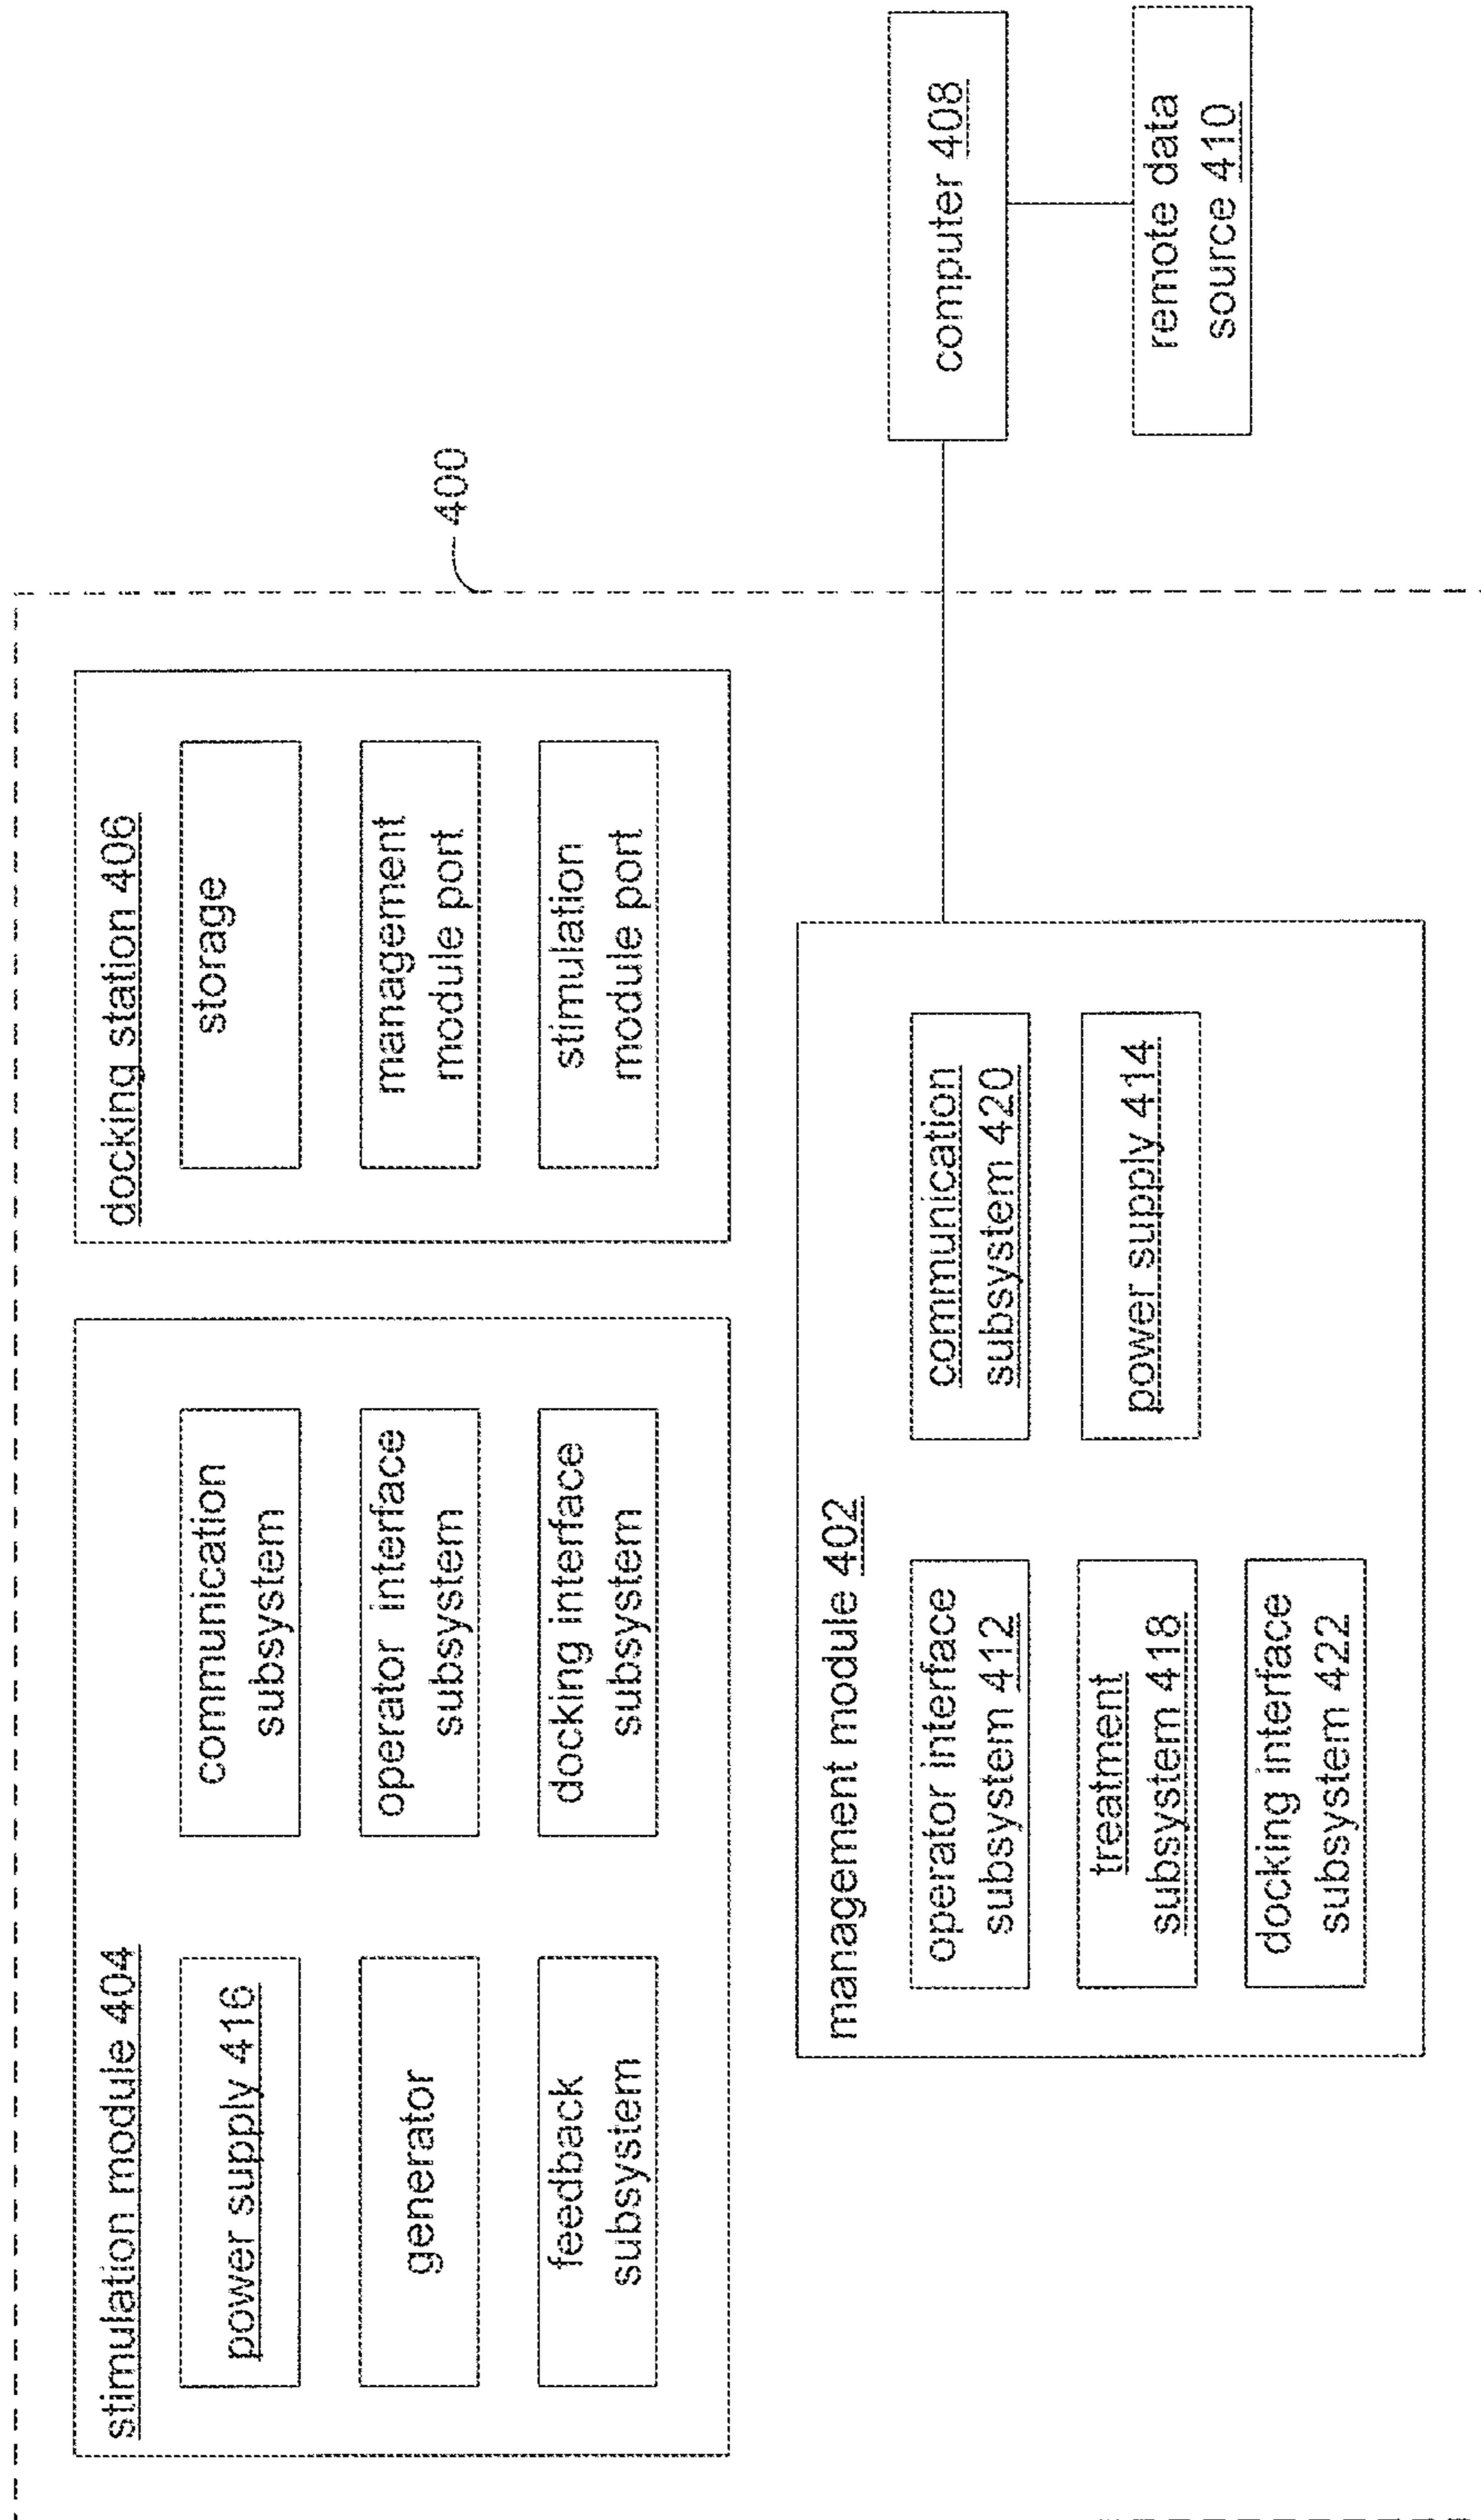 stimulation module 404
power supply 416
generator
feedback
subsystem
communication
subsystem
operator interface
subsystem
docking interface
subsystem
docking station 406
storage
management
module port
stimulation
module port
400
management module 402
operator interface
subsystem 412
treatment
subsystem 418
docking interface
subsystem 422
communication
subsystem 420
power supply 414
computer 408
remote data
source 410